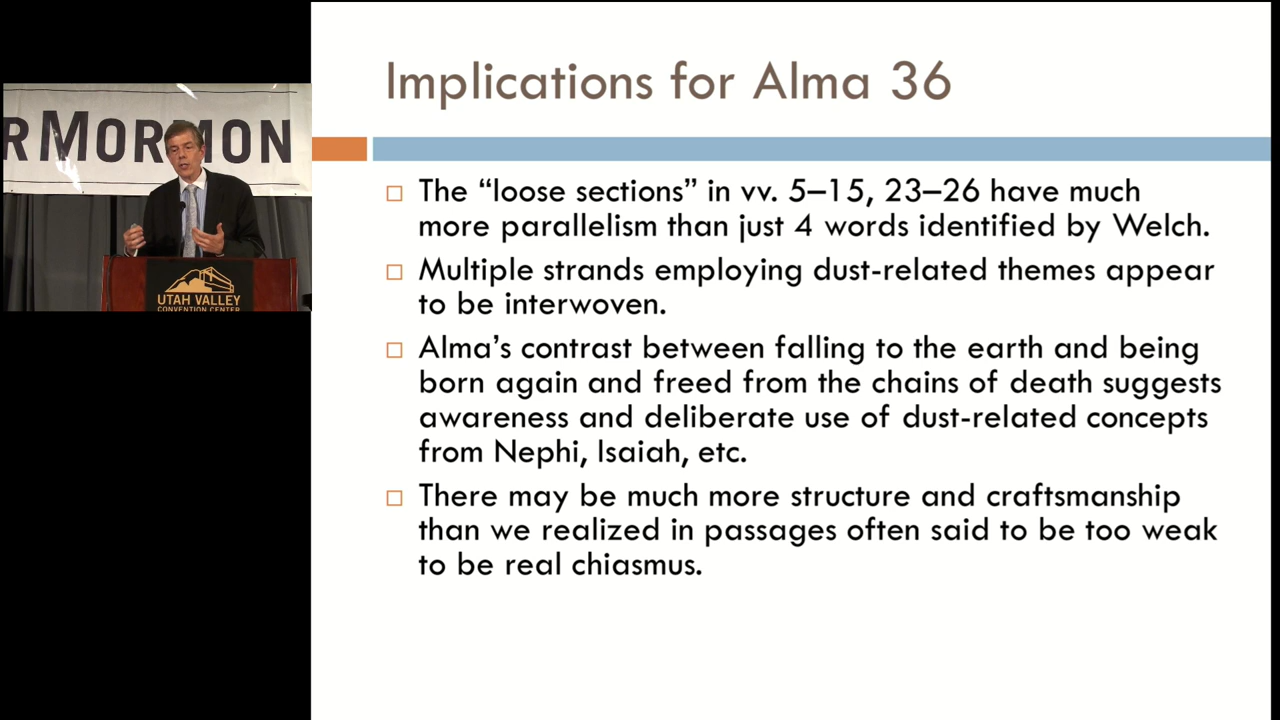 R MORMON
UTAH VALLEY
CONVENTION CENTER
Implications for Alma 36
The “loose sections” in vv. 5–15, 23–26 have much
more parallelism than just 4 words identified by Welch.
Multiple strands employing dust-related themes appear
to be interwoven.
Alma’s contrast between falling to the earth and being
born again and freed from the chains of death suggests
awareness and deliberate use of dust-related concepts
from Nephi, Isaiah, etc.
There may be much more structure and craftsmanship
than we realized in passages often said to be too weak
to be real chiasmus.